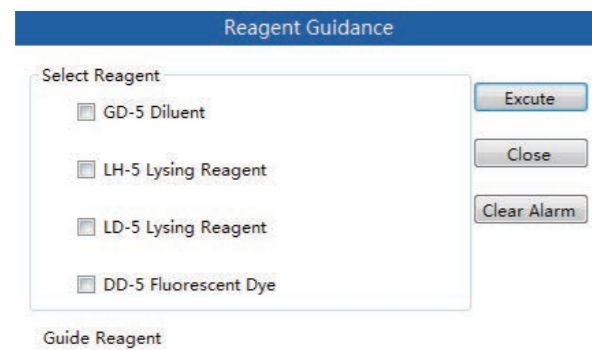 Reagent Guidance
Select Reagent
GD-5 Diluent
LH-5 Lysing Reagent
LD-5 Lysing Reagent
DD-5 Fluorescent Dye
Excute
Close
Clear Alarm
Guide Reagent